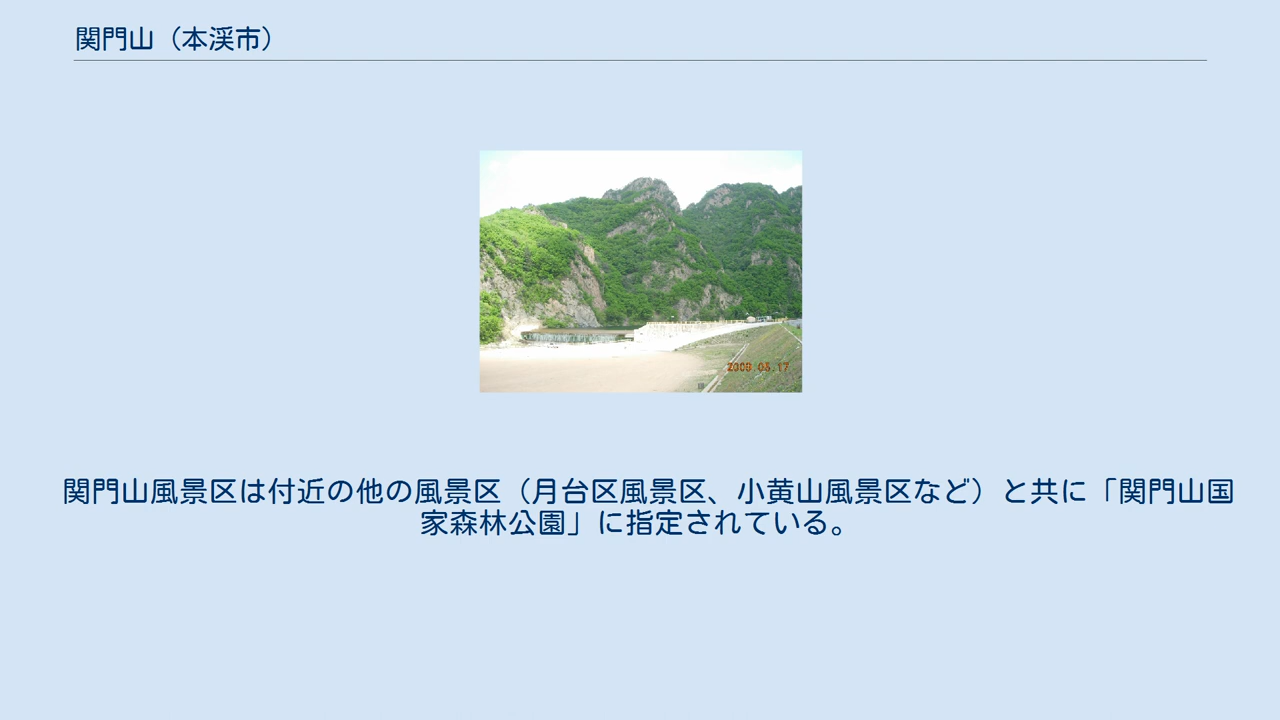 関門山（本渓市）
2009.05.17
関門山風景区は付近の他の風景区（月台区風景区、小黄山風景区など）と共に「関門山国
家森林公園」に指定されている。